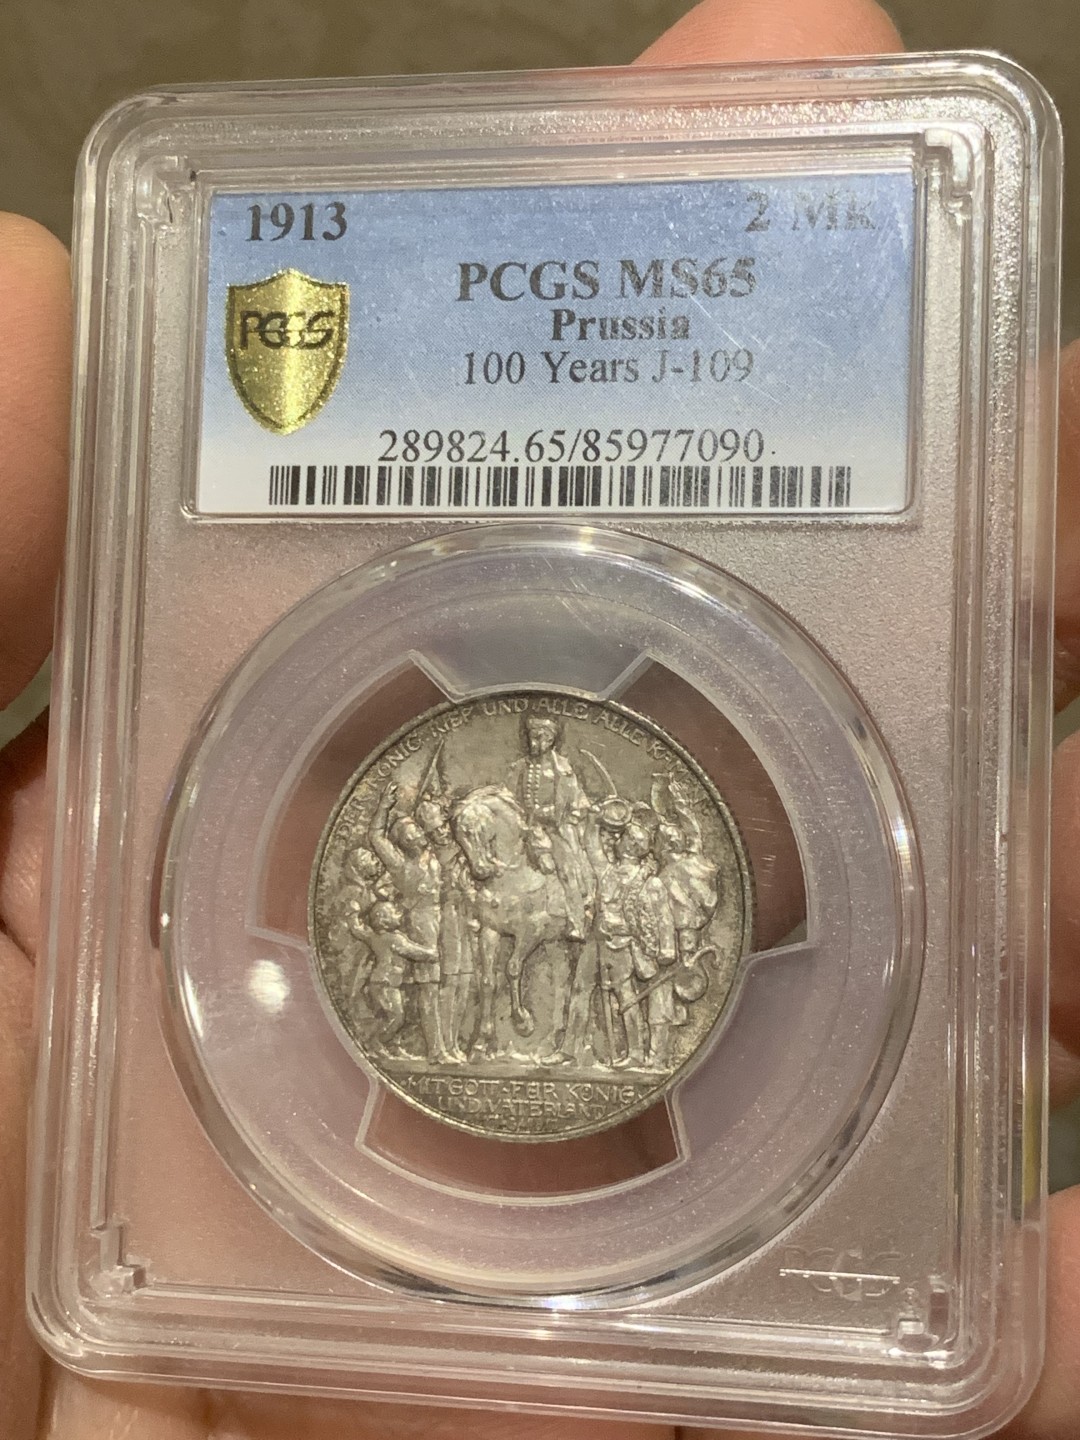 1913 2 Mk
PCGS MS65
PCGS Prussia
100 Years J-109
289824.65/85977090
DER KÖNIG RIEF UND ALLE ALLE
MIT GOTT FÜR KÖNIG
UND VATERLAND
PCGS